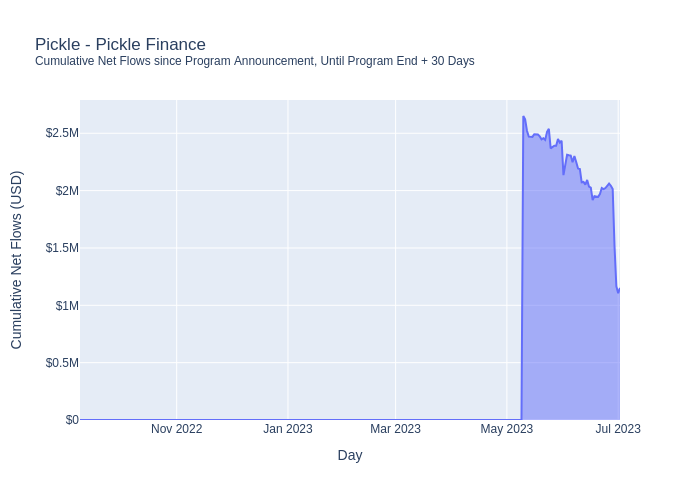 Pickle - Pickle Finance
Cumulative Net Flows since Program Announcement, Until Program End + 30 Days
Cumulative Net Flows (USD)
$2.5M
$2M
$1.5M
$1M
$0.5M
$0
Nov 2022
Jan 2023
Mar 2023
May 2023
Jul 2023
Day